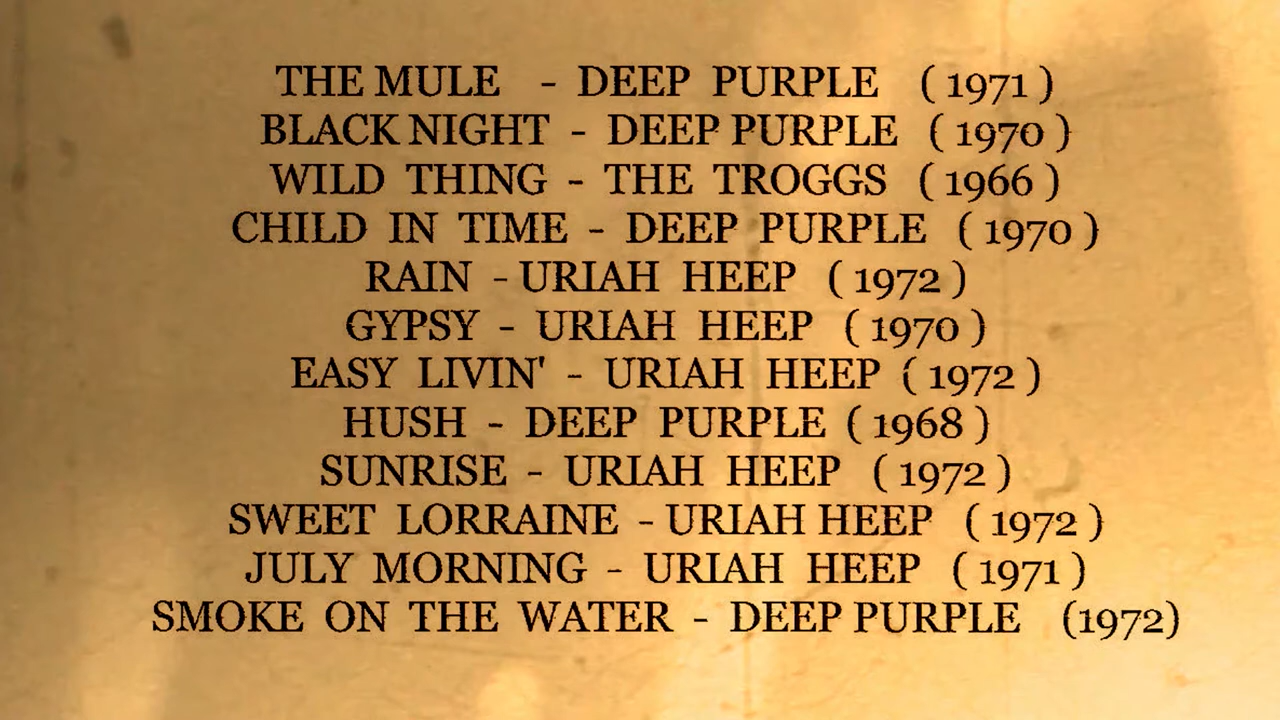 THE MULE - DEEP PURPLE ( 1971 )
BLACK NIGHT - DEEP PURPLE ( 1970 )
WILD THING - THE TROGGS ( 1966 )
CHILD IN TIME - DEEP PURPLE ( 1970 )
RAIN - URIAH HEEP ( 1972 )
GYPSY - URIAH HEEP ( 1970 )
EASY LIVIN' - URIAH HEEP ( 1972 )
HUSH - DEEP PURPLE ( 1968 )
SUNRISE - URIAH HEEP ( 1972 )
SWEET LORRAINE - URIAH HEEP ( 1972 )
JULY MORNING - URIAH HEEP ( 1971 )
SMOKE ON THE WATER - DEEP PURPLE (1972)